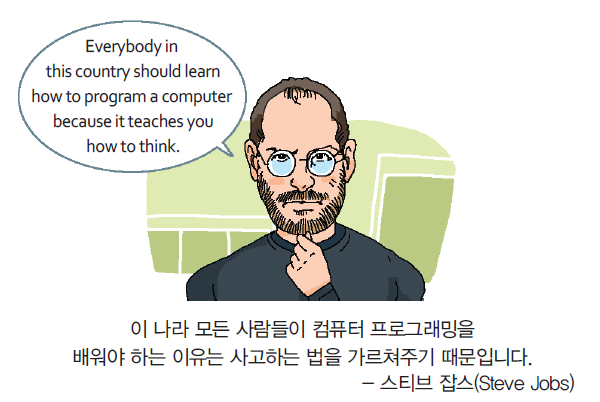 Everybody in
this country should learn
how to program a computer
because it teaches you
how to think.
이 나라 모든 사람들이 컴퓨터 프로그래밍을
배워야 하는 이유는 사고하는 법을 가르쳐주기 때문입니다.
– 스티브 잡스(Steve Jobs)